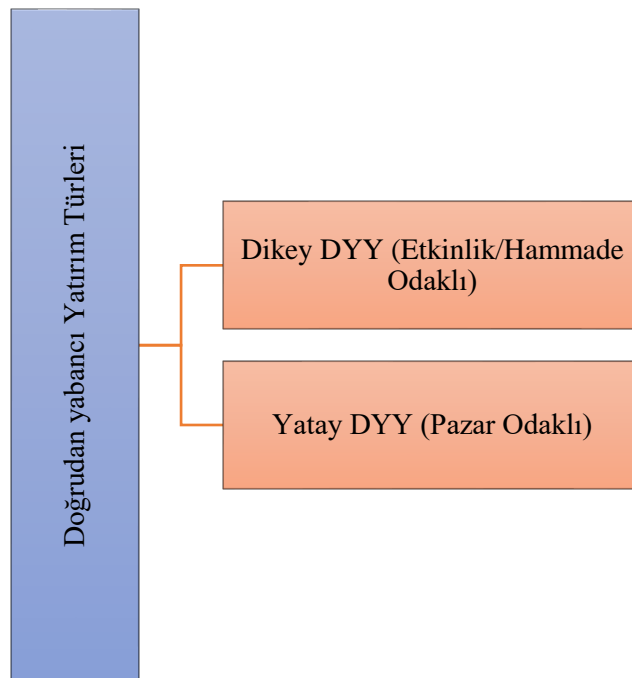 Doğrudan yabancı Yatırım Türleri
Dikey DYY (Etkinlik/Hammade
Odaklı)
Yatay DYY (Pazar Odaklı)